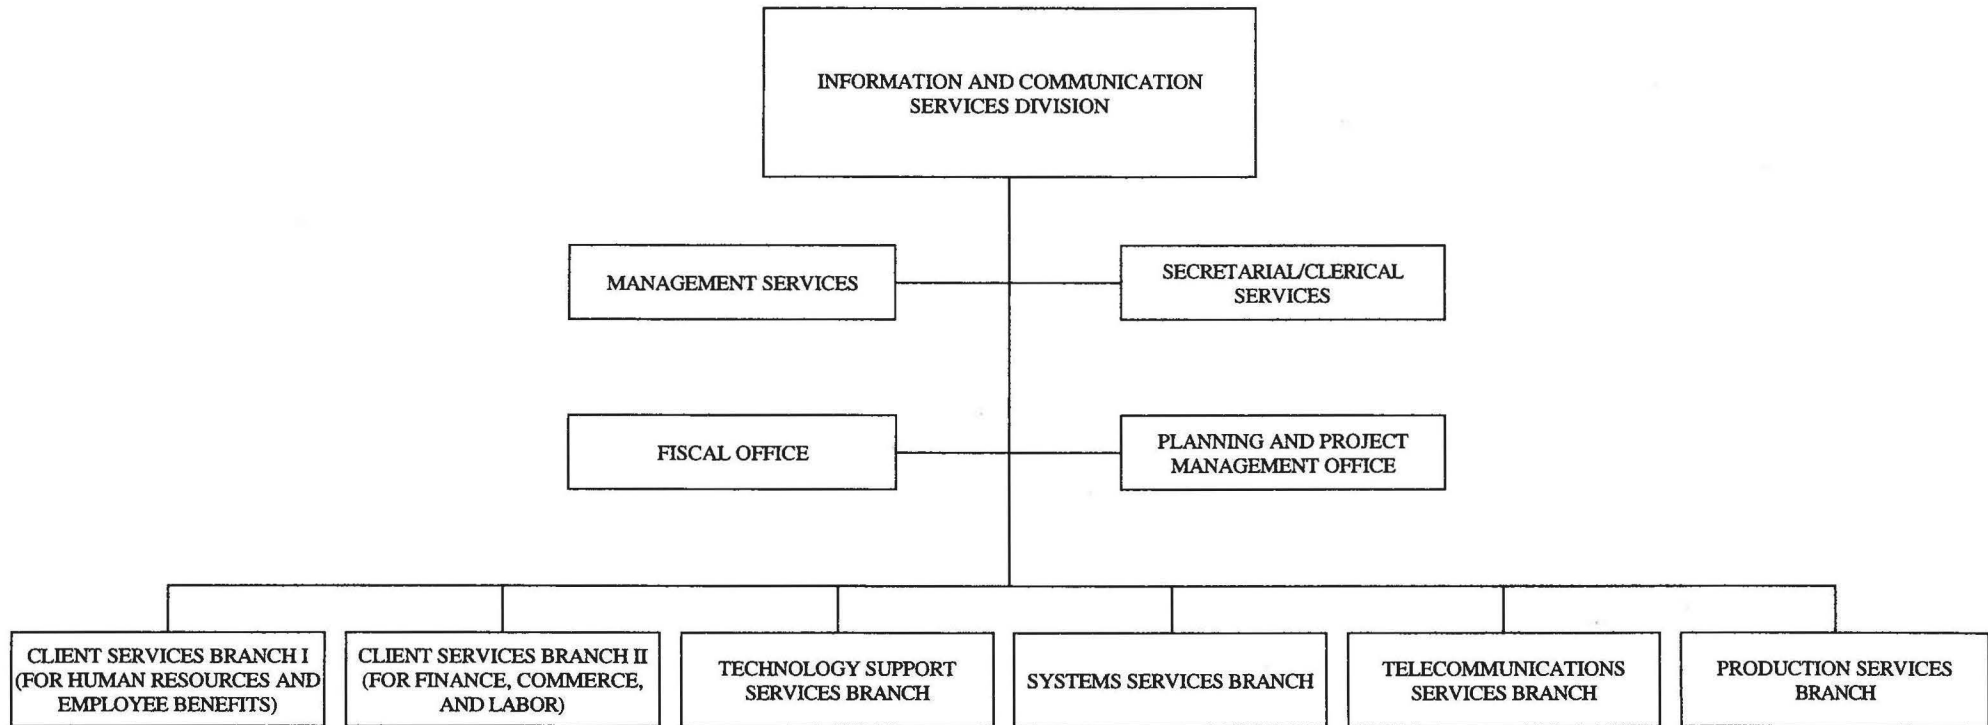 INFORMATION AND COMMUNICATION
SERVICES DIVISION
MANAGEMENT SERVICES
SECRETARIAL/CLERICAL
SERVICES
FISCAL OFFICE
PLANNING AND PROJECT
MANAGEMENT OFFICE
CLIENT SERVICES BRANCH I
(FOR HUMAN RESOURCES AND
EMPLOYEE BENEFITS)
CLIENT SERVICES BRANCH II
(FOR FINANCE, COMMERCE,
AND LABOR)
TECHNOLOGY SUPPORT
SERVICES BRANCH
SYSTEMS SERVICES BRANCH
TELECOMMUNICATIONS
SERVICES BRANCH
PRODUCTION SERVICES
BRANCH